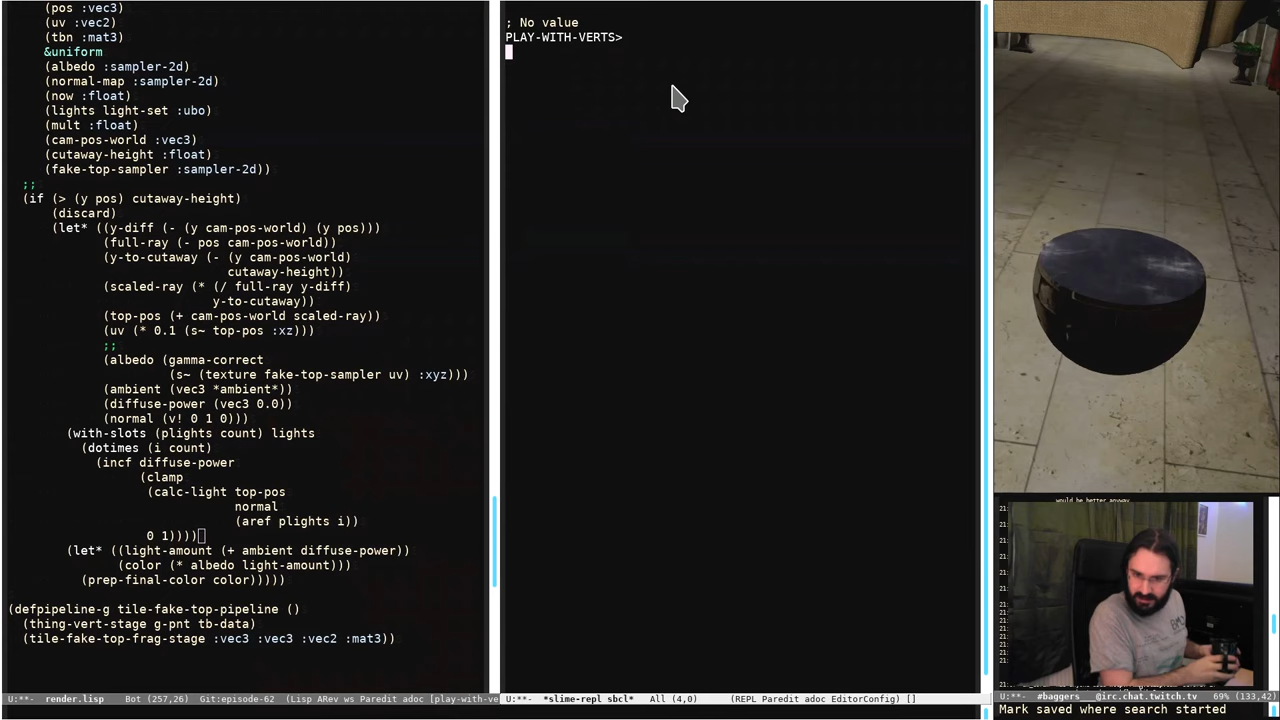 (pos :vec3)
(uv :vec2)
(tbn :mat3)
&uniform
(albedo :sampler-2d)
(normal-map :sampler-2d)
(now :float)
(lights light-set :ubo)
(mult :float)
(cam-pos-world :vec3)
(cutaway-height :float)
(fake-top-sampler :sampler-2d))
;;
(if (> (y pos) cutaway-height)
(discard)
(let* ((y-diff (- (y cam-pos-world) (y pos)))
(full-ray (- pos cam-pos-world))
(y-to-cutaway (- (y cam-pos-world)
cutaway-height))
(scaled-ray (* (/ full-ray y-diff)
y-to-cutaway))
(top-pos (+ cam-pos-world scaled-ray))
(uv (* 0.1 (s~ top-pos :xz)))
;;
(albedo (gamma-correct
(s~ (texture fake-top-sampler uv) :xyz)))
(ambient (vec3 *ambient*))
(diffuse-power (vec3 0.0))
(normal (v! 0 1 0)))
(with-slots (plights count) lights
(dotimes (i count)
(incf diffuse-power
(clamp
(calc-light top-pos
normal
(aref plights i))
0 1))))
(let* ((light-amount (+ ambient diffuse-power))
(color (* albedo light-amount)))
(prep-final-color color)))))
(defpipeline-g tile-fake-top-pipeline ()
(thing-vert-stage g-pnt tb-data)
(tile-fake-top-frag-stage :vec3 :vec3 :vec2 :mat3))
U:**- render.lisp Bot (257,26) Git:episode-62 (Lisp ARev ws Paredit adoc [play-with-ve
; No value
PLAY-WITH-VERTS>
U:**- *slime-repl sbcl* All (4,0) (REPL Paredit adoc EditorConfig) []
would be better anyway
U:**- #baggers @irc.chat.twitch.tv 69% (133,42)
Mark saved where search started